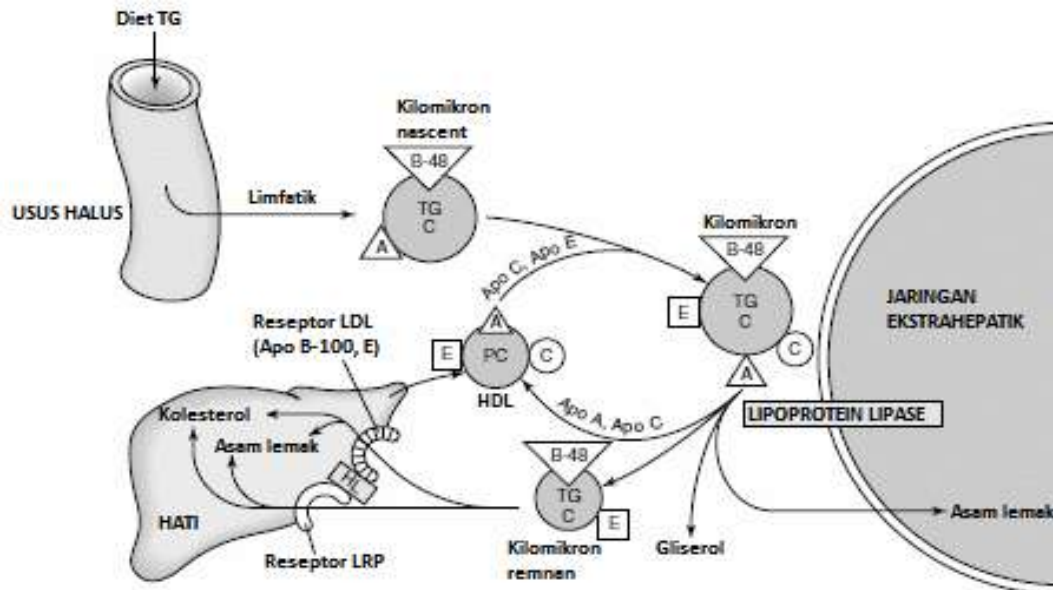 Diet TG
Kilomikron
nascent
B-48
TG
C
A
Limfatik
USUS HALUS
Kilomikron
B-48
TG
C
E
C
A
Apo C, Apo E
JARINGAN
EKSTRAHEPATIK
Reseptor LDL
(Apo B-100, E)
A
E
PC
C
HDL
Apo A, Apo C
LIPOPROTEIN LIPASE
Kolesterol
Asam lemak
HL
B-48
TG
C
E
HATI
Reseptor LRP
Kilomikron
remnan
Gliserol
Asam lemak